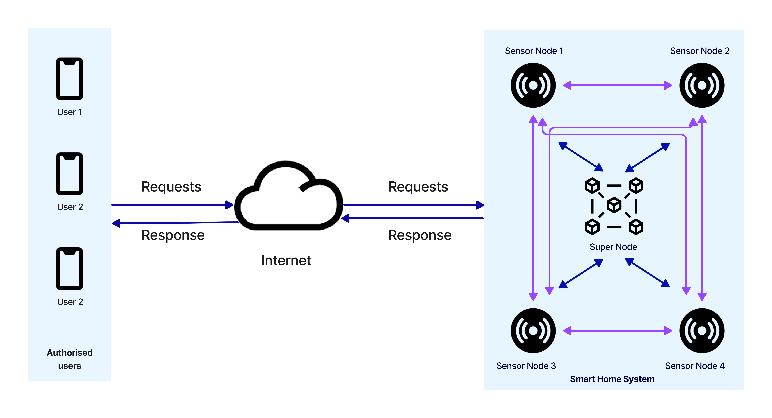 User 1
User 2
User 2
Authorised
users
Requests
Response
Internet
Requests
Response
Sensor Node 1
Sensor Node 2
Super Node
Sensor Node 3
Sensor Node 4
Smart Home System